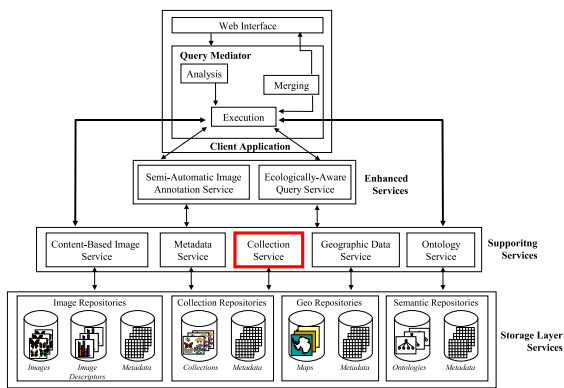 Web Interface
Query Mediator
Analysis
Merging
Execution
Client Application
Semi-Automatic Image
Annotation Service
Ecologically-Aware
Query Service
Enhanced
Services
Content-Based Image
Service
Metadata
Service
Collection
Service
Geographic Data
Service
Ontology
Service
Supporitng
Services
Image Repositories
Collection Repositories
Geo Repositories
Semantic Repositories
Images
Image
Descriptors
Metadata
Collections
Metadata
Maps
Metadata
Ontologies
Metadata
Storage Layer
Services